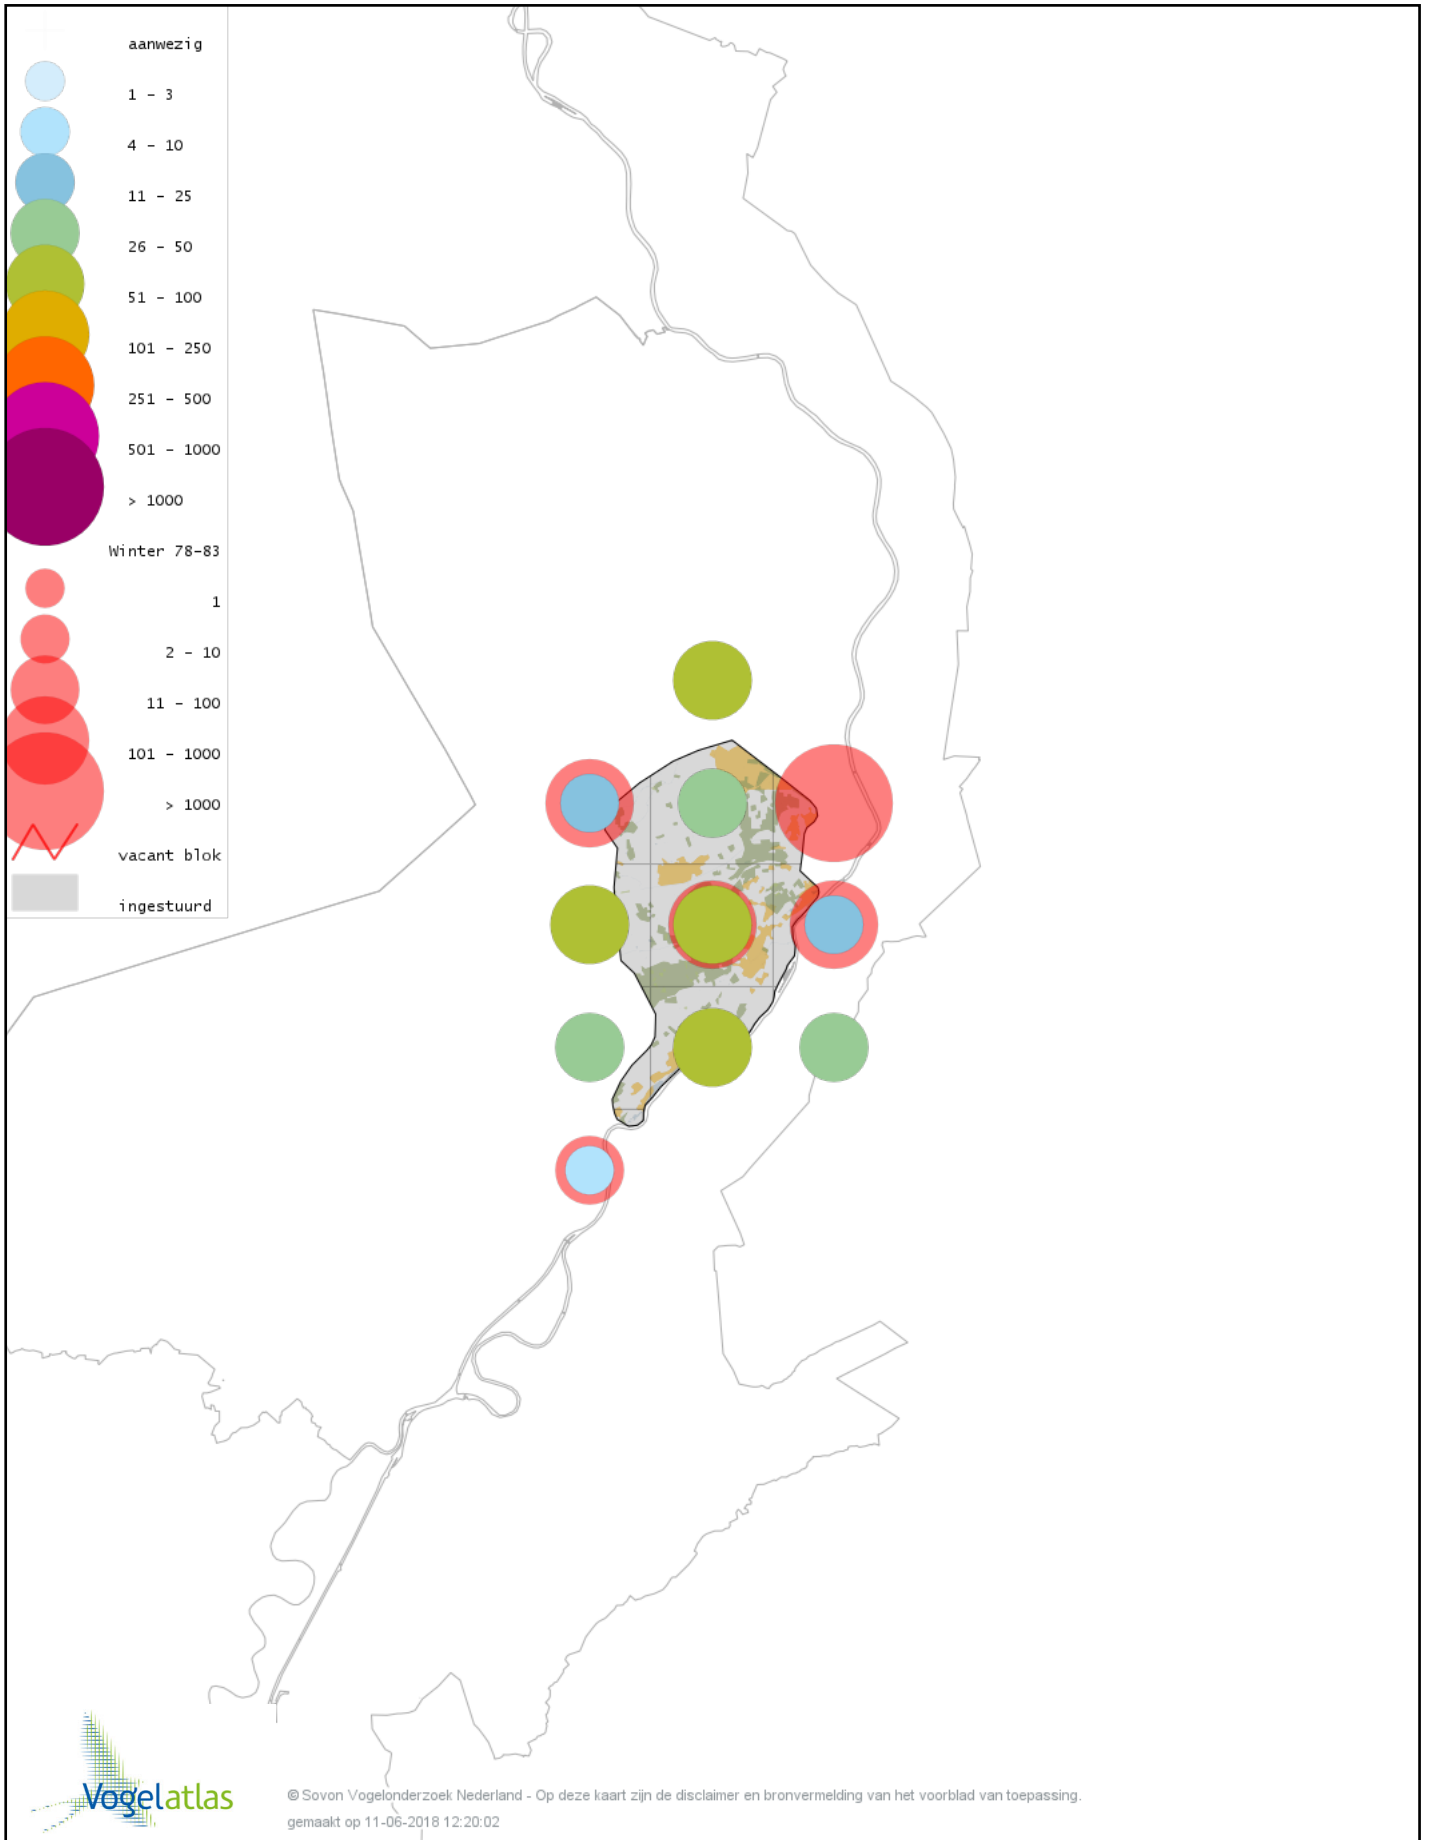 aanwezig
1 - 3
4 - 10
11 - 25
26 - 50
51 - 100
101 - 250
251 - 500
501 - 1000
> 1000
Winter 78-83
1
2 - 10
11 - 100
101 - 1000
> 1000
vacant blok
ingestuurd
Vogelatlas
© Sovon Vogelonderzoek Nederland - Op deze kaart zijn de disclaimer en bronvermelding van het voorblad van toepassing.
gemaakt op 11-06-2018 12:20:02